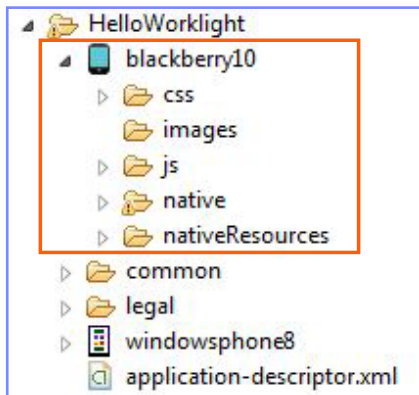 HelloWorklight
blackberry10
css
images
js
native
nativeResources
common
legal
windowsphone8
application-descriptor.xml